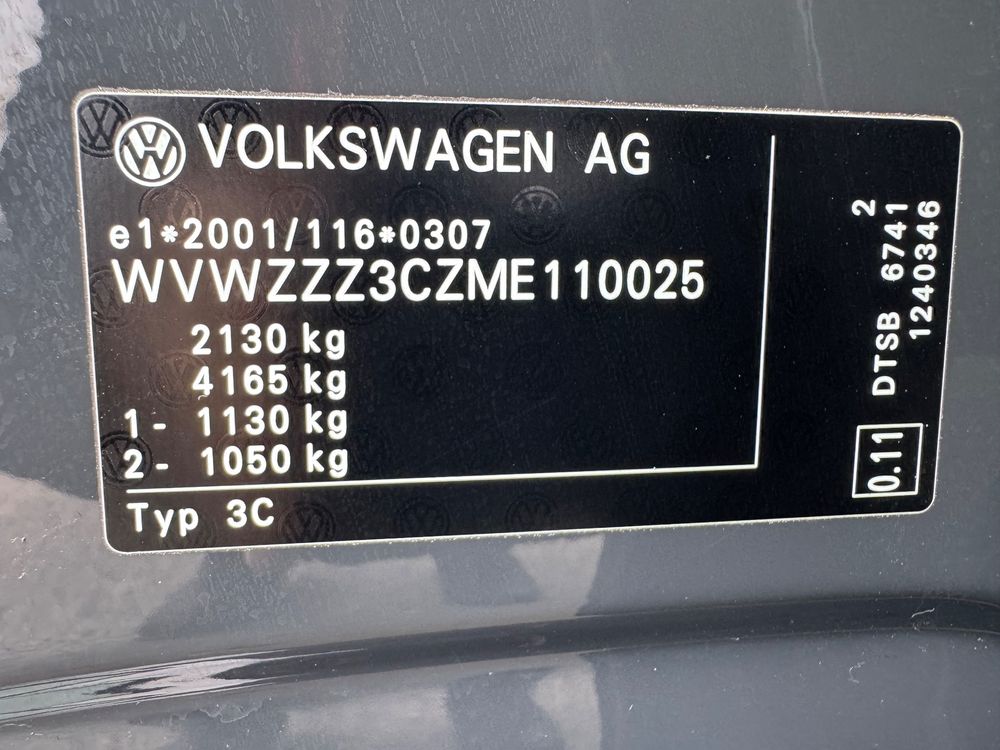 VOLKSWAGEN AG
e1*2001/116*0307
WVWZZZ3CZME110025
2130 kg
4165 kg
1- 1130 kg
2- 1050 kg
Typ 3C
2
DTSB 6741
1240346
0.11